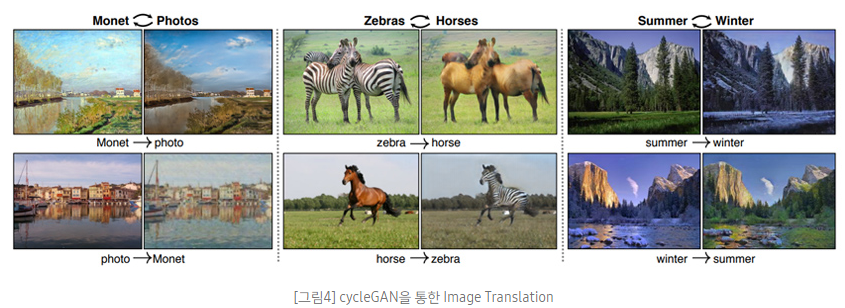 Monet Photos
Zebras Horses
Summer Winter
Monet → photo
zebra → horse
summer → winter
photo → Monet
horse → zebra
winter → summer
[그림4] cycleGAN을 통한 Image Translation